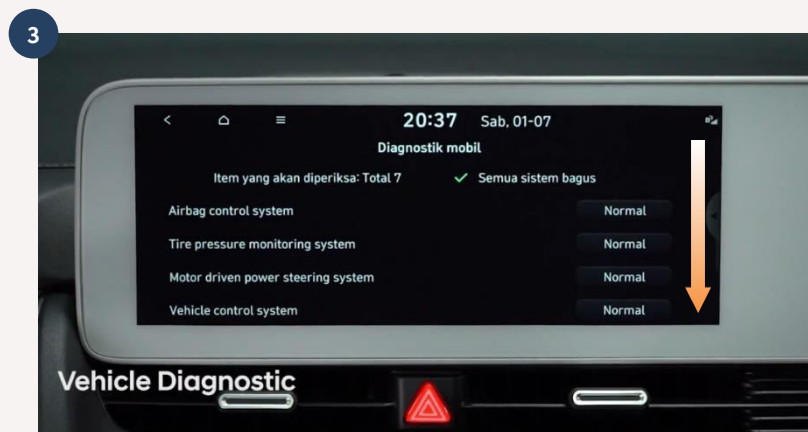 3
20:37 Sab, 01-07
Diagnostik mobil
Item yang akan diperiksa: Total 7 Semua sistem bagus
Airbag control system Normal
Tire pressure monitoring system Normal
Motor driven power steering system Normal
Vehicle control system Normal
Vehicle Diagnostic